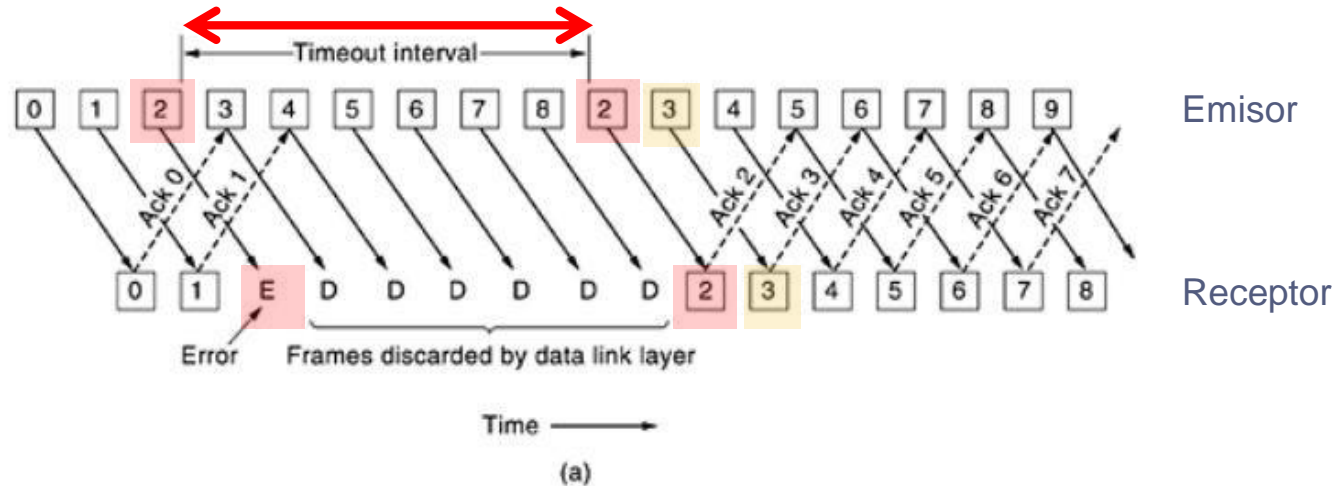 Timeout interval
0 1 2 3 4 5 6 7 8 2 3 4 5 6 7 8 9 Emisor
Ack 0 Ack 1 Ack 2 Ack 3 Ack 4 Ack 5 Ack 6 Ack 7
0 1 E D D D D D D 2 3 4 5 6 7 8 Receptor
Error Frames discarded by data link layer
Time
(a)